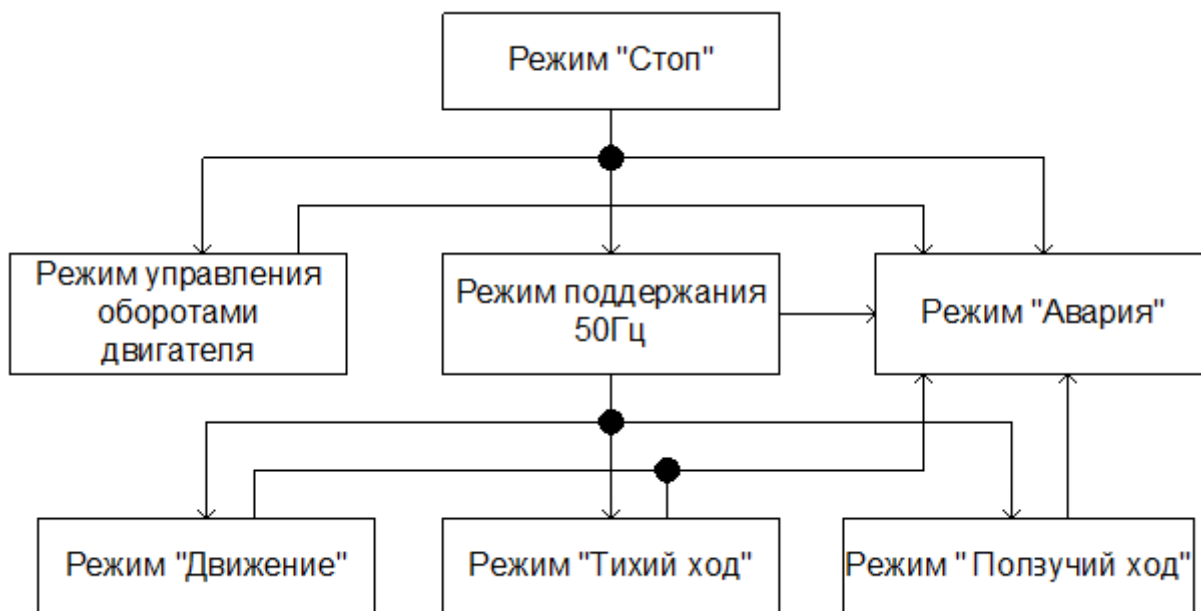 Режим "Стоп"
Режим управления
оборотами
двигателя
Режим поддержания
50Гц
Режим "Авария"
Режим "Движение"
Режим "Тихий ход"
Режим " Ползучий ход"